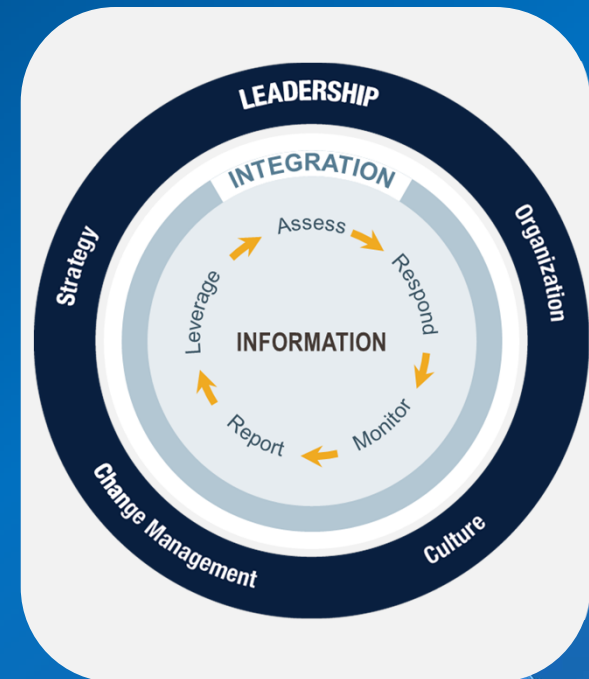 LEADERSHIP
Organization
Culture
Change Management
Strategy
INTEGRATION
Assess
Respond
Monitor
Report
Leverage
INFORMATION